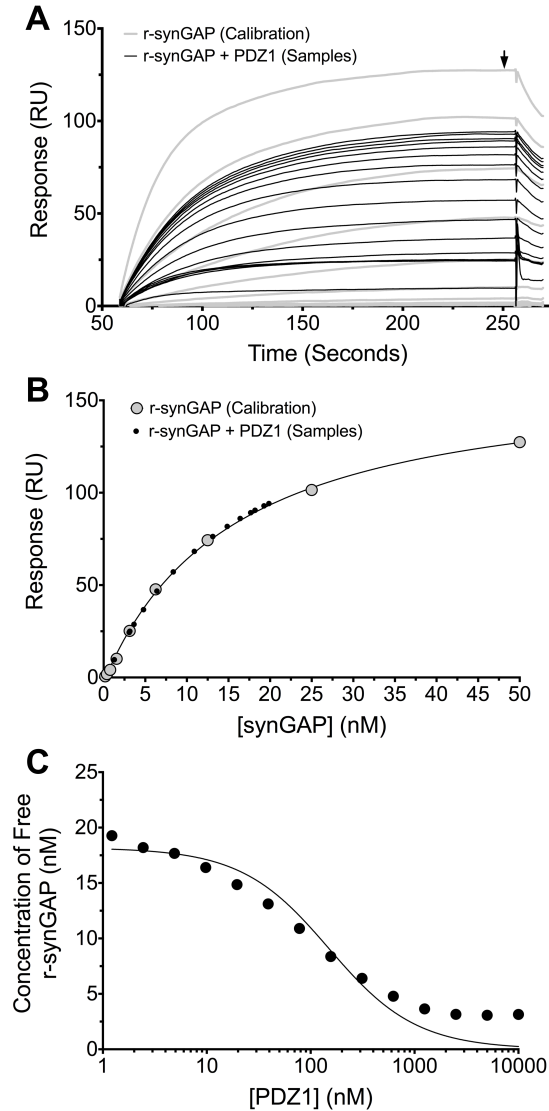 A
r-synGAP (Calibration)
r-synGAP + PDZ1 (Samples)
150
100
50
0
Response (RU)
50 100 150 200 250
Time (Seconds)
B
r-synGAP (Calibration)
r-synGAP + PDZ1 (Samples)
150
100
50
0
Response (RU)
0 5 10 15 20 25 30 35 40 45 50
[synGAP] (nM)
C
25
20
15
10
5
0
Concentration of Free
r-synGAP (nM)
1 10 100 1000 10000
[PDZ1] (nM)